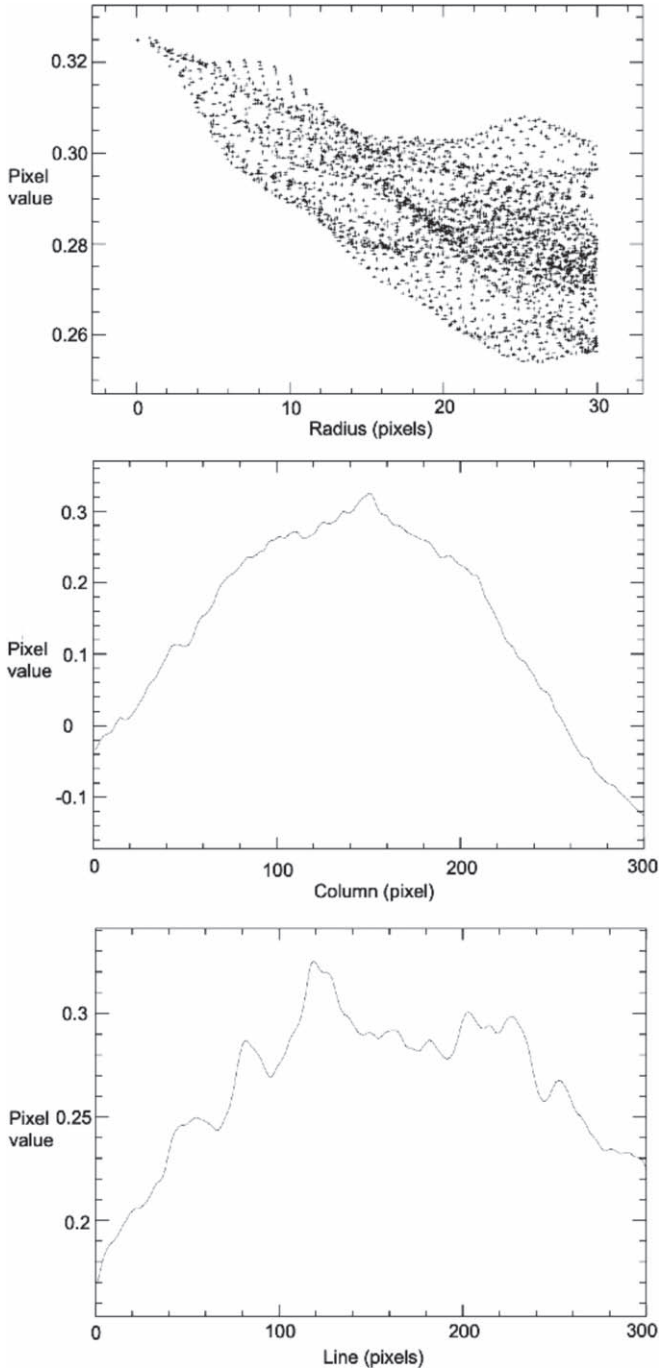 0.32
0.30
Pixel
value
0.28
0.26
0 10 20 30
Radius (pixels)
0.3
0.2
Pixel
value
0.1
0
-0.1
0 100 200 300
Column (pixel)
0.3
Pixel 0.25
value
0.2
0 100 200 300
Line (pixels)